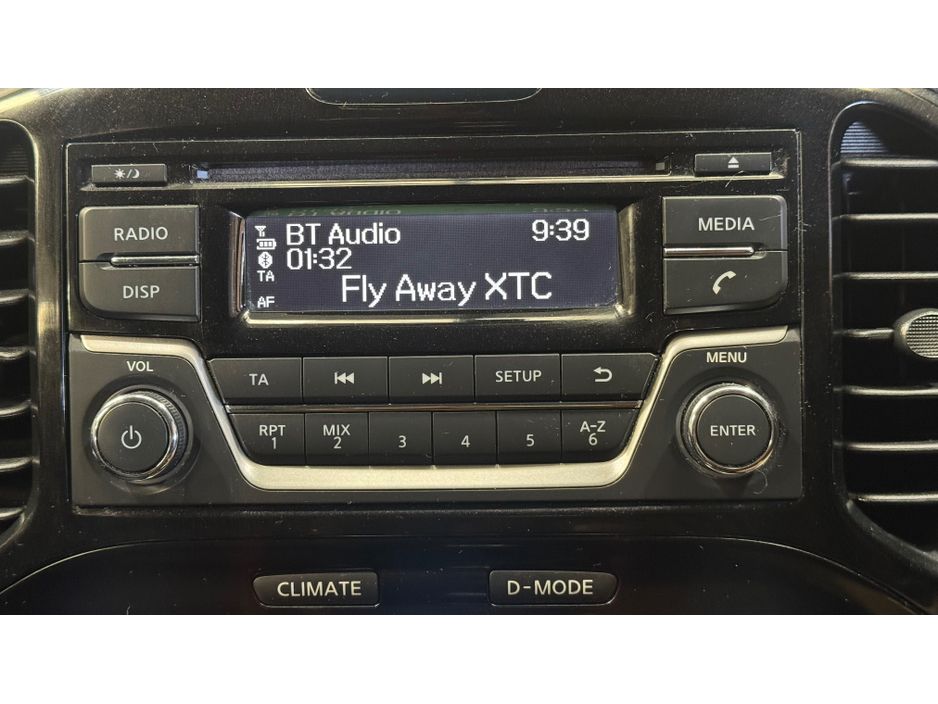 RADIO
DISP
BT Audio 9:39
01:32
TA
Fly Away XTC
AF
MEDIA
VOL
MENU
TA
SETUP
RPT MIX A-Z
1 2 3 4 5 6
ENTER
CLIMATE
D-MODE